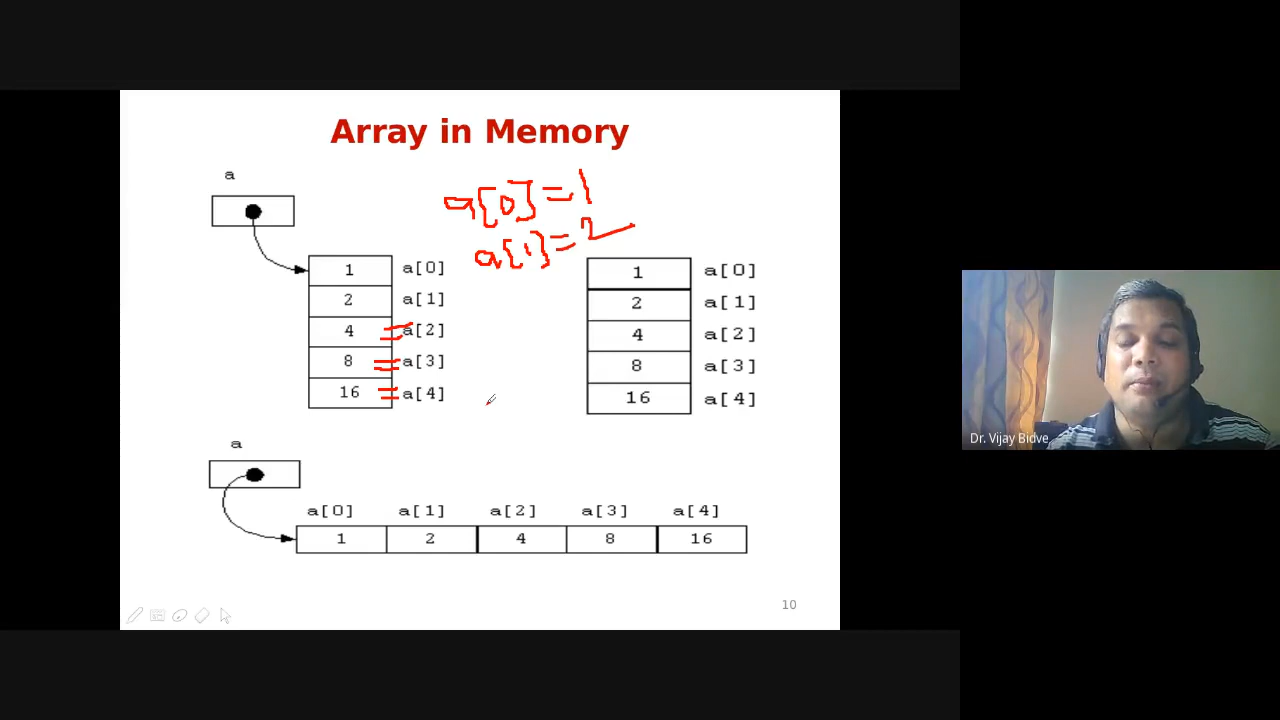 Array in Memory
a
a[0]=1
a[1]=2
1 a[0]
2 a[1]
4 = a[2]
8 = a[3]
16 = a[4]
1 a[0]
2 a[1]
4 a[2]
8 a[3]
16 a[4]
a
a[0] a[1] a[2] a[3] a[4]
1 2 4 8 16
10
Dr. Vijay Bidve